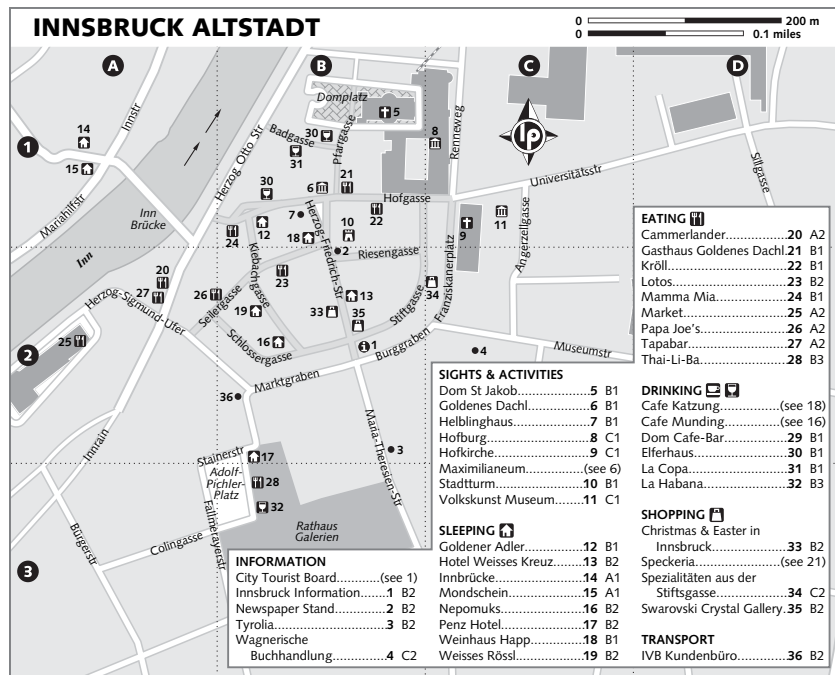 INNSBRUCK ALTSTADT
0 200 m
0 0.1 miles
A
B
C
D
1
2
3
lp
Domplatz
5
8
14
15
30
31
Badgasse
Pfarrgasse
Innstr
Mariahilfstr
Herzog Otto Str
Renneweg
Universitätsstr
Sillgasse
Inn
Brücke
Inn
30
6
21
Hofgasse
7
22
12
18
10
2
24
9
11
Angerzellgasse
Franziskanerplatz
Riesengasse
Herzog-Friedrich-Str
Kiebachgasse
23
20
27
26
Seilergasse
Herzog-Sigmund-Ufer
13
33
35
34
Stiftgasse
19
16
Schlossergasse
1
25
Burggraben
4
Museumstr
Marktgraben
36
Maria-Theresien-Str
3
Innrain
Stainerstr
17
Adolf-
Pichler-
Platz
28
32
Fallmerayerstr
Rathaus
Galerien
Colingasse
Bürgerstr
INFORMATION
City Tourist Board............(see 1)
Innsbruck Information......1 B2
Newspaper Stand..............2 B2
Tyrolia................................3 B2
Wagnerische
Buchhandlung................4 C2
SIGHTS & ACTIVITIES
Dom St Jakob.....................5 B1
Goldenes Dachl..................6 B1
Helblinghaus......................7 B1
Hofburg..............................8 C1
Hofkirche............................9 C1
Maximilianeum...............(see 6)
Stadtturm.........................10 B1
Volkskunst Museum........11 C1
SLEEPING
Goldener Adler.................12 B1
Hotel Weisses Kreuz.........13 B2
Innbrücke.........................14 A1
Mondschein......................15 A1
Nepomuks........................16 B2
Penz Hotel........................17 B2
Weinhaus Happ................18 B1
Weisses Rössl....................19 B2
EATING
Cammerlander..................20 A2
Gasthaus Goldenes Dachl.21 B1
Kröll..................................22 B1
Lotos.................................23 B2
Mamma Mia.....................24 B1
Market..............................25 A2
Papa Joe's.........................26 A2
Tapabar............................27 A2
Thai-Li-Ba.........................28 B3
DRINKING
Cafe Katzung.................(see 18)
Cafe Munding................(see 16)
Dom Cafe-Bar..................29 B1
Elferhaus...........................30 B1
La Copa............................31 B1
La Habana........................32 B3
SHOPPING
Christmas & Easter in
Innsbruck......................33 B2
Speckeria.......................(see 21)
Spezialitäten aus der
Stiftsgasse.....................34 C2
Swarovski Crystal Gallery.35 B2
TRANSPORT
IVB Kundenbüro...............36 B2